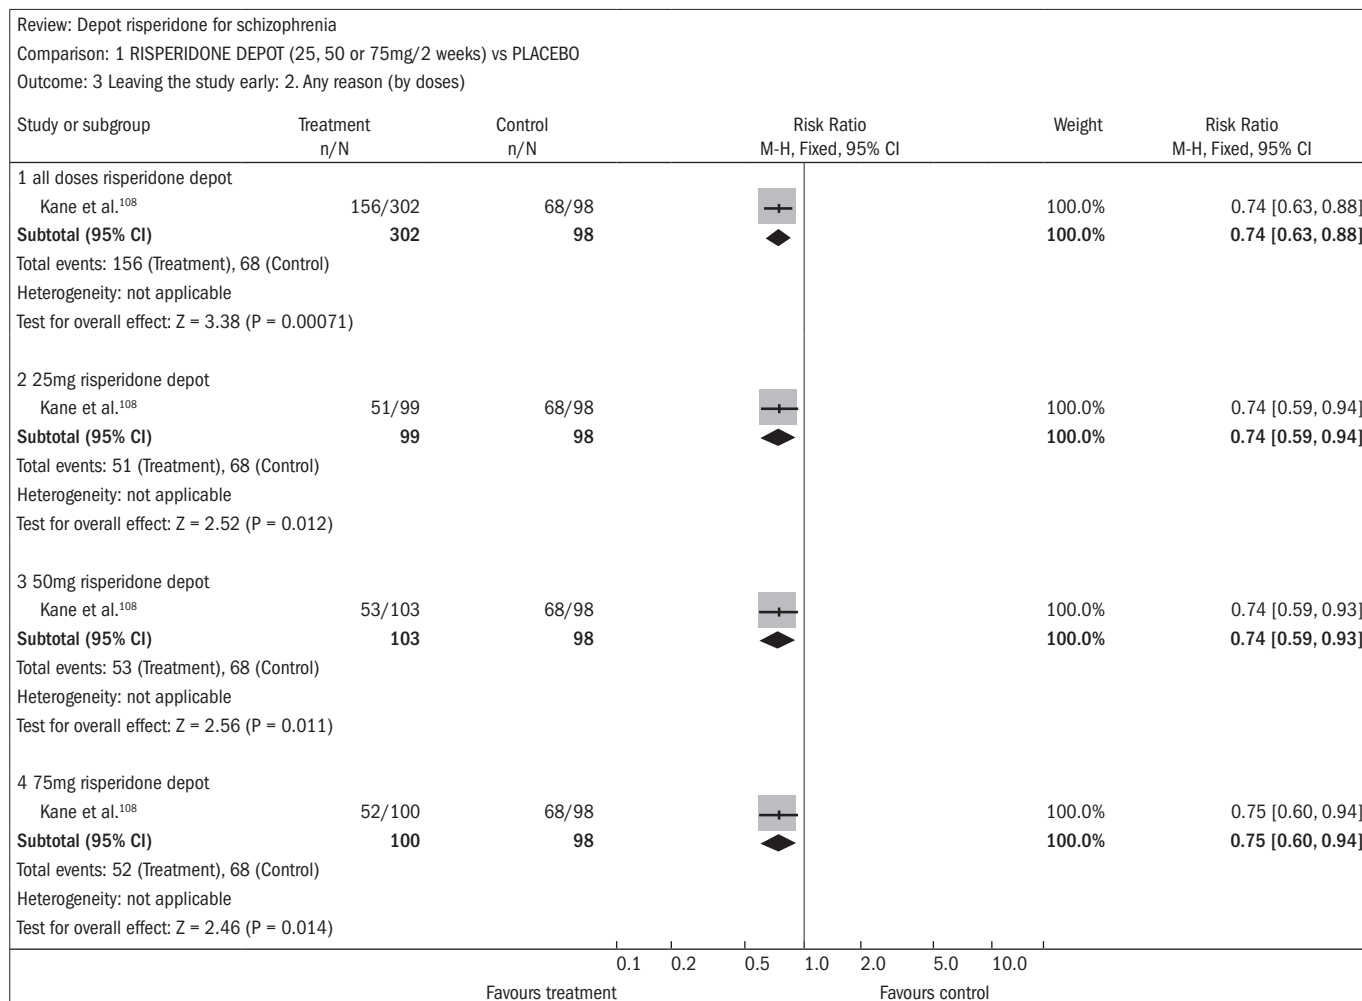 Review: Depot risperidone for schizophrenia
Comparison: 1 RISPERIDONE DEPOT (25, 50 or 75mg/2 weeks) vs PLACEBO
Outcome: 3 Leaving the study early: 2. Any reason (by doses)
Study or subgroup Treatment Control Risk Ratio Weight Risk Ratio
n/N n/N M-H, Fixed, 95% CI M-H, Fixed, 95% CI
1 all doses risperidone depot
Kane et al.108 156/302 68/98 100.0% 0.74 [0.63, 0.88]
Subtotal (95% CI) 302 98 100.0% 0.74 [0.63, 0.88]
Total events: 156 (Treatment), 68 (Control)
Heterogeneity: not applicable
Test for overall effect: Z = 3.38 (P = 0.00071)
2 25mg risperidone depot
Kane et al.108 51/99 68/98 100.0% 0.74 [0.59, 0.94]
Subtotal (95% CI) 99 98 100.0% 0.74 [0.59, 0.94]
Total events: 51 (Treatment), 68 (Control)
Heterogeneity: not applicable
Test for overall effect: Z = 2.52 (P = 0.012)
3 50mg risperidone depot
Kane et al.108 53/103 68/98 100.0% 0.74 [0.59, 0.93]
Subtotal (95% CI) 103 98 100.0% 0.74 [0.59, 0.93]
Total events: 53 (Treatment), 68 (Control)
Heterogeneity: not applicable
Test for overall effect: Z = 2.56 (P = 0.011)
4 75mg risperidone depot
Kane et al.108 52/100 68/98 100.0% 0.75 [0.60, 0.94]
Subtotal (95% CI) 100 98 100.0% 0.75 [0.60, 0.94]
Total events: 52 (Treatment), 68 (Control)
Heterogeneity: not applicable
Test for overall effect: Z = 2.46 (P = 0.014)
0.1 0.2 0.5 1.0 2.0 5.0 10.0
Favours treatment Favours control